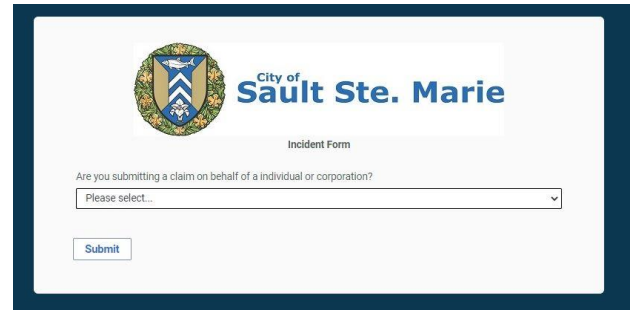 City of
Sault Ste. Marie
Incident Form
Are you submitting a claim on behalf of a individual or corporation?
Please select...
Submit